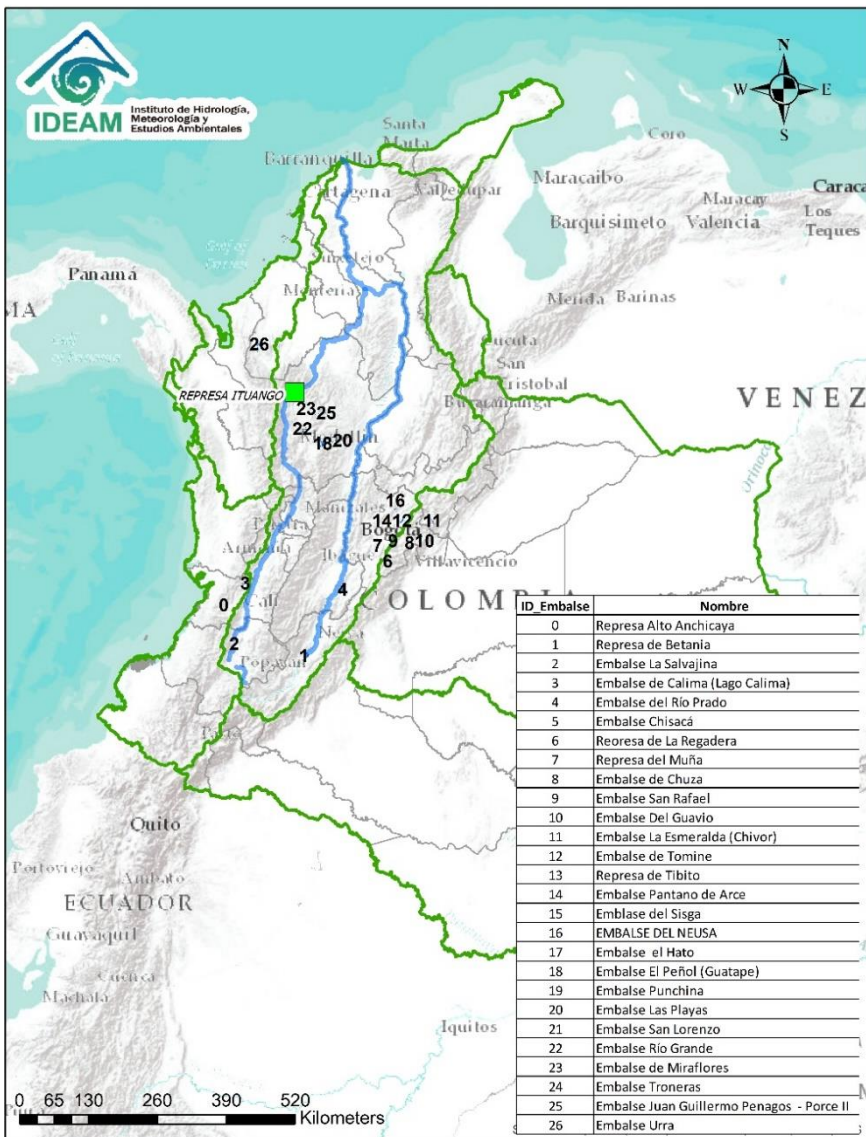 IDEAM
Instituto de Hidrología,
Meteorología y
Estudios Ambientales
N
W E
S
Santa
Marta
Barranquilla
Coro
Maracaibo
Valledupar
Maracay
Barquisimeto Valencia
Los
Teques
Panamá
Montería
Merida Barinas
Cucuta
San
Cristobal
26
REPRESA ITUANGO
VENEZ
Bucaramanga
23 25
22
Medellín
18 20
Orinoco
16
Manizales
14 12 11
Bogotá
7 9 8 10
6
Ibague
Villavicencio
Armenia
3
4
0
Cali
COLOMBIA
Neiva
2
1
Popayan
Pasto
Quito
Portoviejo
Ambato
ECUADOR
Guayaquil
Cuenca
Machala
Iquitos
ID_Embalse Nombre
0 Represa Alto Anchicaya
1 Represa de Betania
2 Embalse La Salvajina
3 Embalse de Calima (Lago Calima)
4 Embalse del Río Prado
5 Embalse Chisacá
6 Reoresa de La Regadera
7 Represa del Muña
8 Embalse de Chuza
9 Embalse San Rafael
10 Embalse Del Guavio
11 Embalse La Esmeralda (Chivor)
12 Embalse de Tomine
13 Represa de Tibito
14 Embalse Pantano de Arce
15 Emblase del Sisga
16 EMBALSE DEL NEUSA
17 Embalse el Hato
18 Embalse El Peñol (Guatape)
19 Embalse Punchina
20 Embalse Las Playas
21 Embalse San Lorenzo
22 Embalse Río Grande
23 Embalse de Miraflores
24 Embalse Troneras
25 Embalse Juan Guillermo Penagos - Porce II
26 Embalse Urra
0 65 130 260 390 520
Kilometers